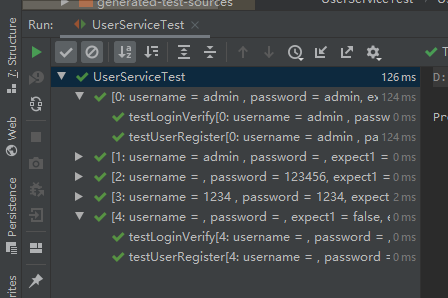 generated-test-sources
UserServiceTest
Run:
UserServiceTest
UserServiceTest 126 ms
[0: username = admin , password = admin, ex 124 ms
testLoginVerify[0: username = admin , passw 0 ms
testUserRegister[0: username = admin , pa 124 ms
[1: username = admin , password = , expect1 = 0 ms
[2: username = , password = 123456, expect1 = 0 ms
[3: username = 1234 , password = 1234, expect 2 ms
[4: username = , password = , expect1 = false, e 0 ms
testLoginVerify[4: username = , password = , 0 ms
testUserRegister[4: username = , password = 0 ms
Z: Structure
Web
Persistence
rites
D:
Pr